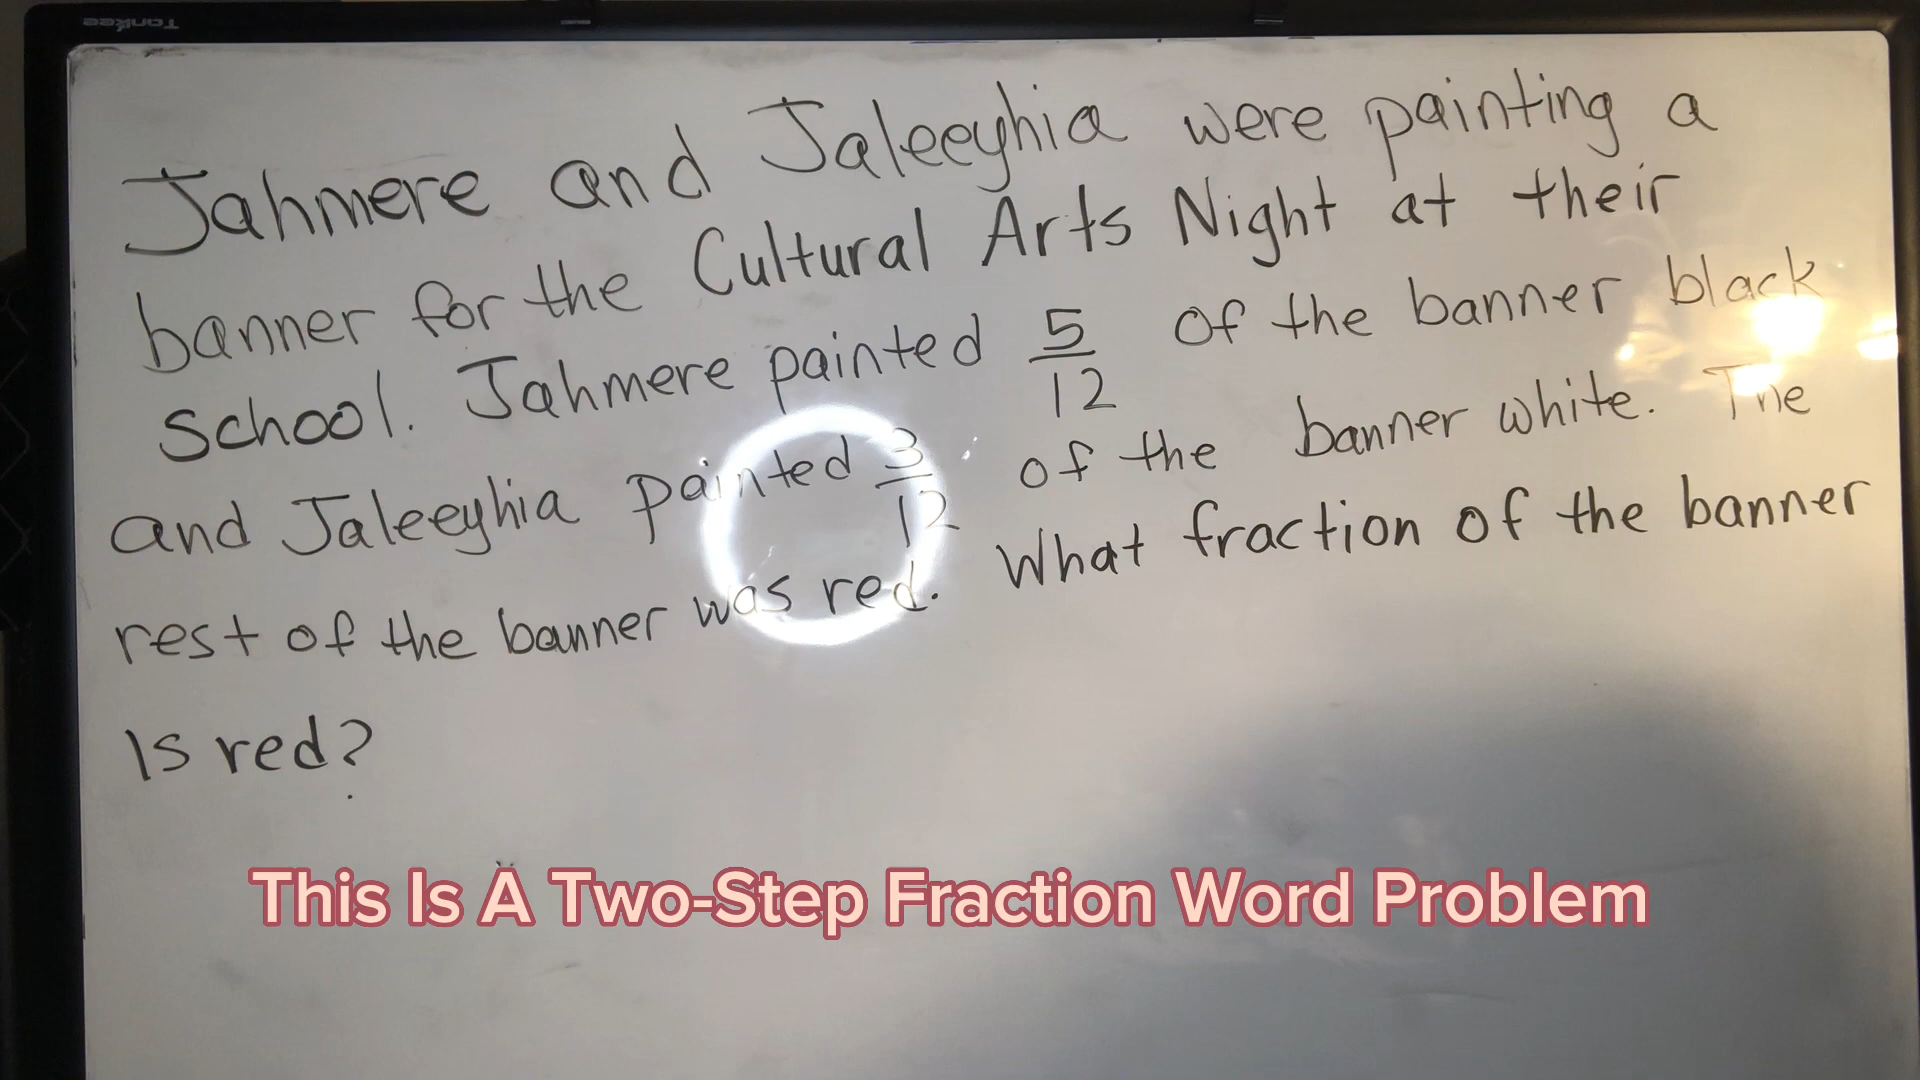 Tankee
Jahmere and Jaleeyhia were painting a
banner for the Cultural Arts Night at their
school. Jahmere painted 5/12 of the banner black
and Jaleeyhia painted 3/12 of the banner white. The
rest of the banner was red. What fraction of the banner
is red?
This Is A Two-Step Fraction Word Problem